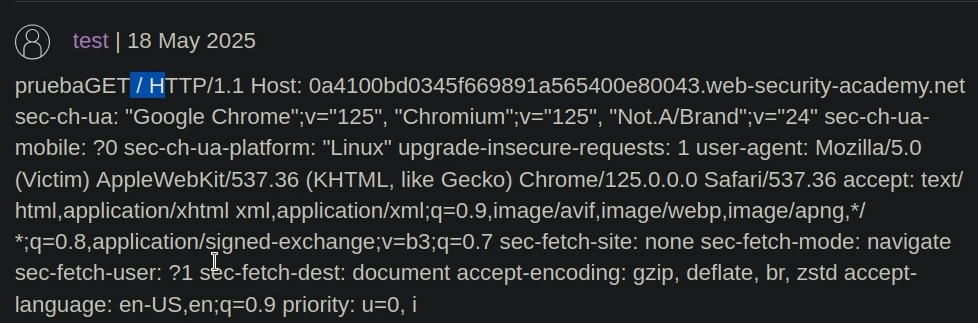 test | 18 May 2025
pruebaGET / HTTP/1.1 Host: 0a4100bd0345f669891a565400e80043.web-security-academy.net
sec-ch-ua: "Google Chrome";v="125", "Chromium";v="125", "Not.A/Brand";v="24" sec-ch-ua-
mobile: ?0 sec-ch-ua-platform: "Linux" upgrade-insecure-requests: 1 user-agent: Mozilla/5.0
(Victim) AppleWebKit/537.36 (KHTML, like Gecko) Chrome/125.0.0.0 Safari/537.36 accept: text/
html,application/xhtml xml,application/xml;q=0.9,image/avif,image/webp,image/apng,*/
*;q=0.8,application/signed-exchange;v=b3;q=0.7 sec-fetch-site: none sec-fetch-mode: navigate
sec-fetch-user: ?1 sec-fetch-dest: document accept-encoding: gzip, deflate, br, zstd accept-
language: en-US,en;q=0.9 priority: u=0, i